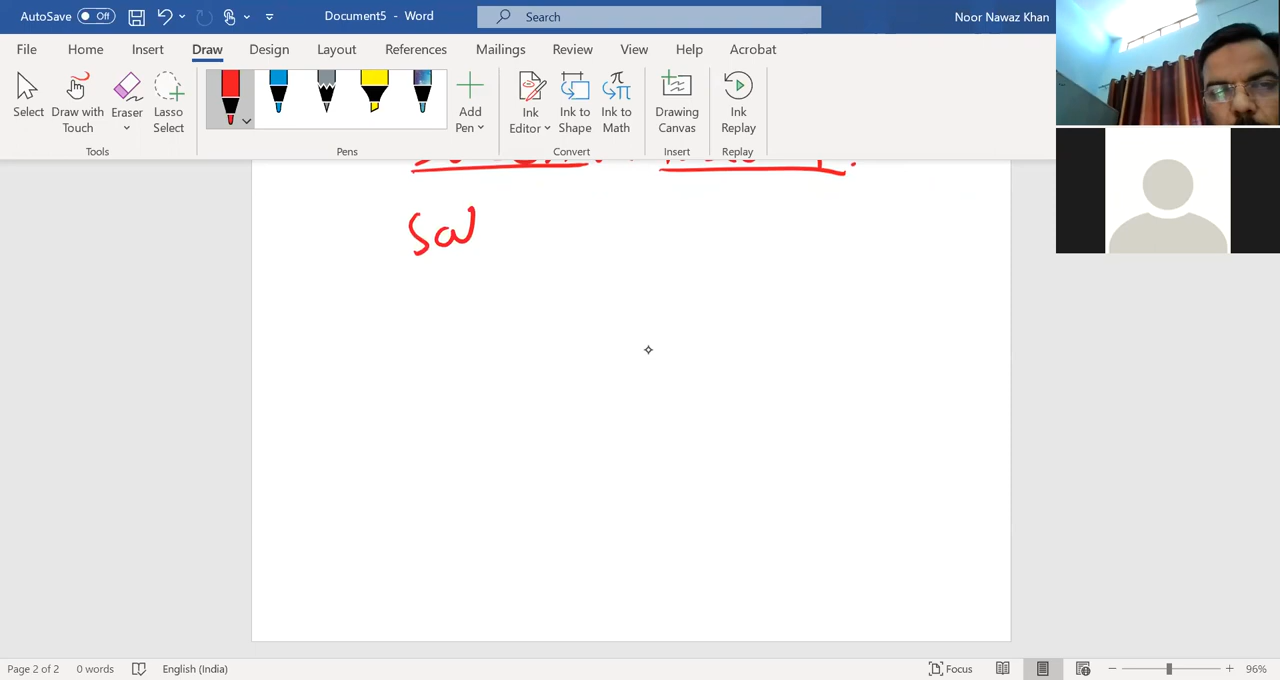 AutoSave Off Document5 - Word Search Noor Nawaz Khan
File Home Insert Draw Design Layout References Mailings Review View Help Acrobat
Select Draw with Touch Eraser Lasso Select Add Pen Ink Editor Ink to Shape Ink to Math Drawing Canvas Ink Replay
Tools Pens Convert Insert Replay
Sal
Page 2 of 2 0 words English (India) Focus 96%